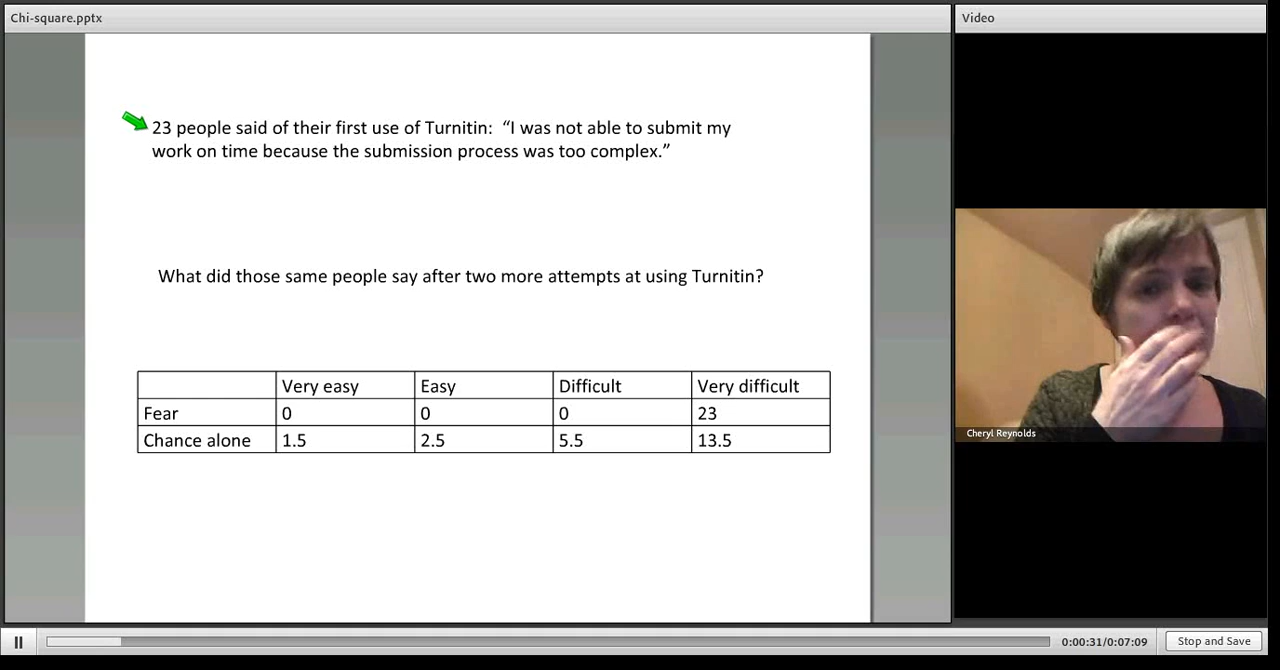 Chi-square.pptx
Video
23 people said of their first use of Turnitin:  “I was not able to submit my
work on time because the submission process was too complex.”
What did those same people say after two more attempts at using Turnitin?
Very easy Easy Difficult Very difficult
Fear 0 0 0 23
Chance alone 1.5 2.5 5.5 13.5
Cheryl Reynolds
0:00:31/0:07:09 Stop and Save